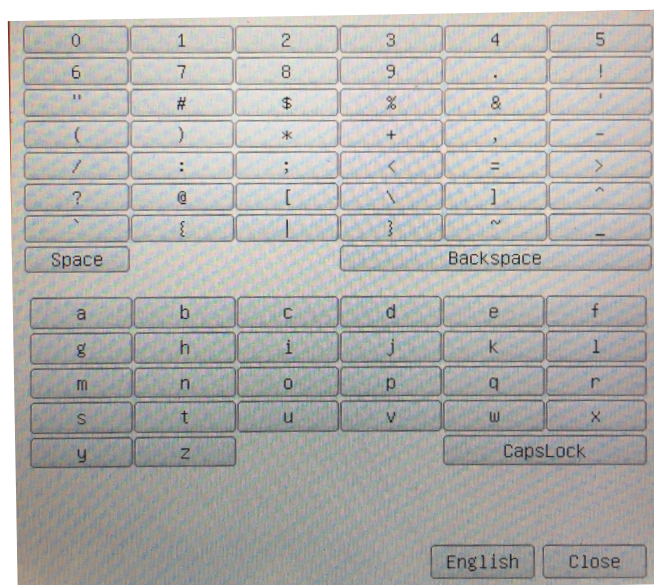 0 1 2 3 4 5
6 7 8 9 . !
" # $ % & '
( ) * + , -
/ : ; < = >
? @ [ \ ] ^
` { | } ~ _
Space Backspace
a b c d e f
g h i j k l
m n o p q r
s t u v w x
y z CapsLock
English Close